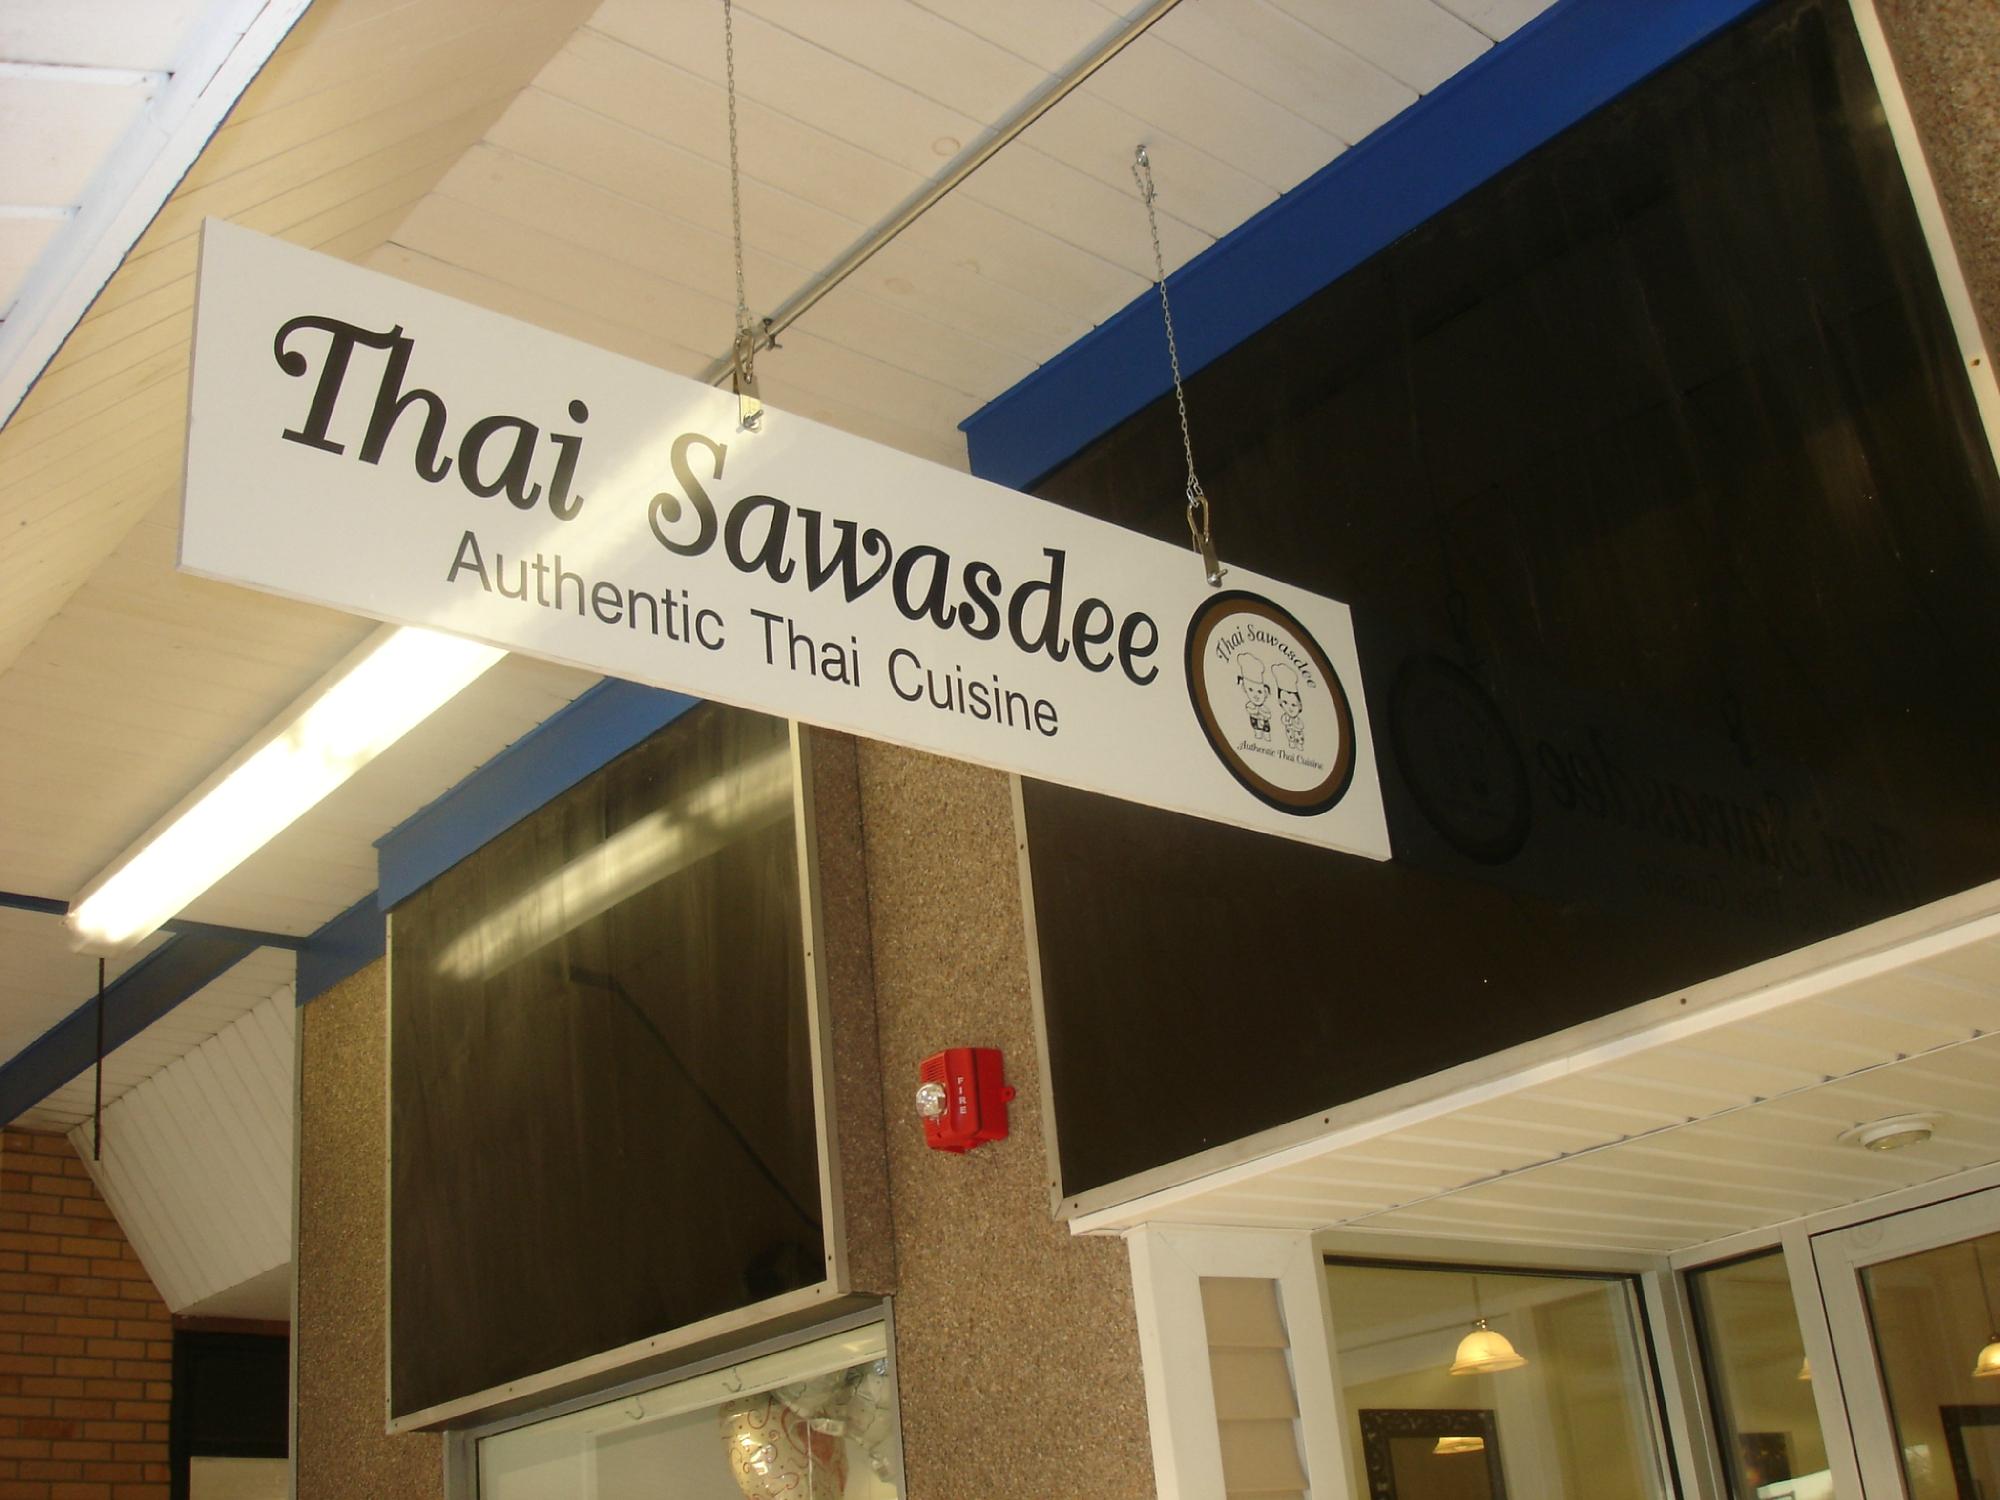 Thai Sawasdee
Authentic Thai Cuisine
Thai Sawasdee
Authentic Thai Cuisine
FIRE